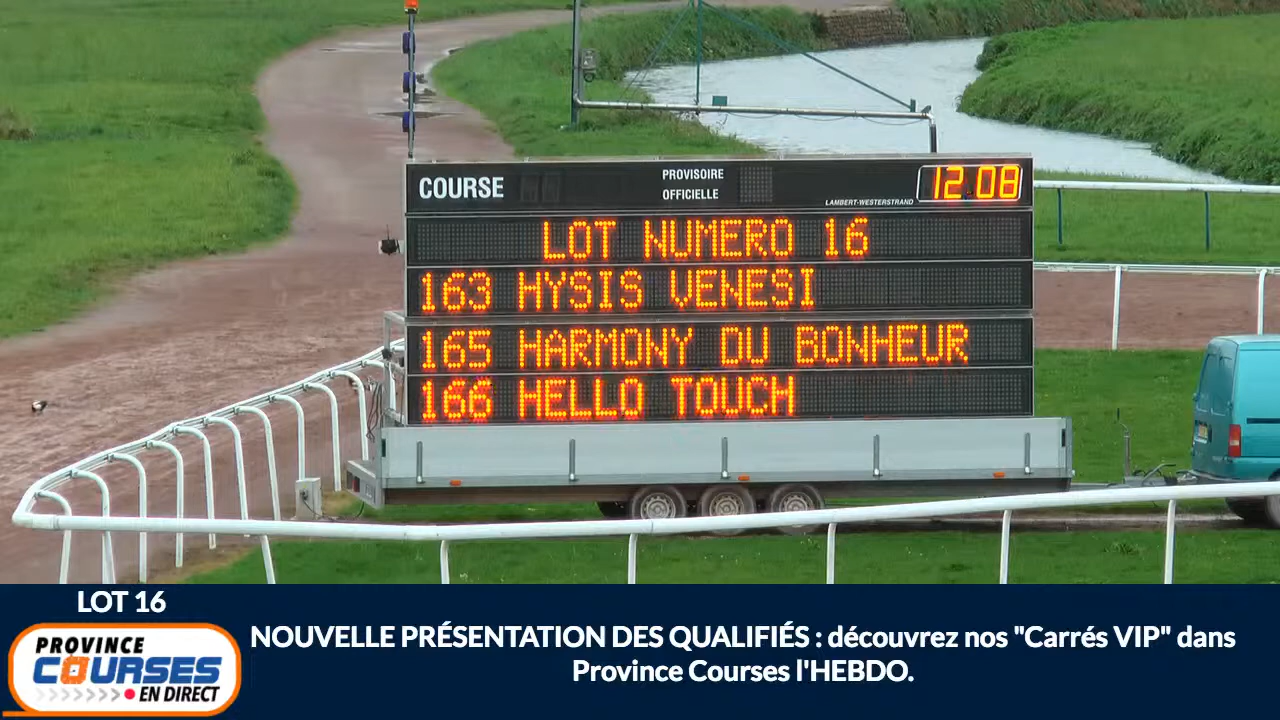 COURSE
PROVISOIRE
OFFICIELLE
12:08
LAMBERT-WESTERSTRAND
LOT NUMERO 16
163 HYSIS VENESI
165 HARMONY DU BONHEUR
166 HELLO TOUCH
LOT 16
PROVINCE
COURSES
EN DIRECT
NOUVELLE PRÉSENTATION DES QUALIFIÉS : découvrez nos "Carrés VIP" dans
Province Courses l'HEBDO.